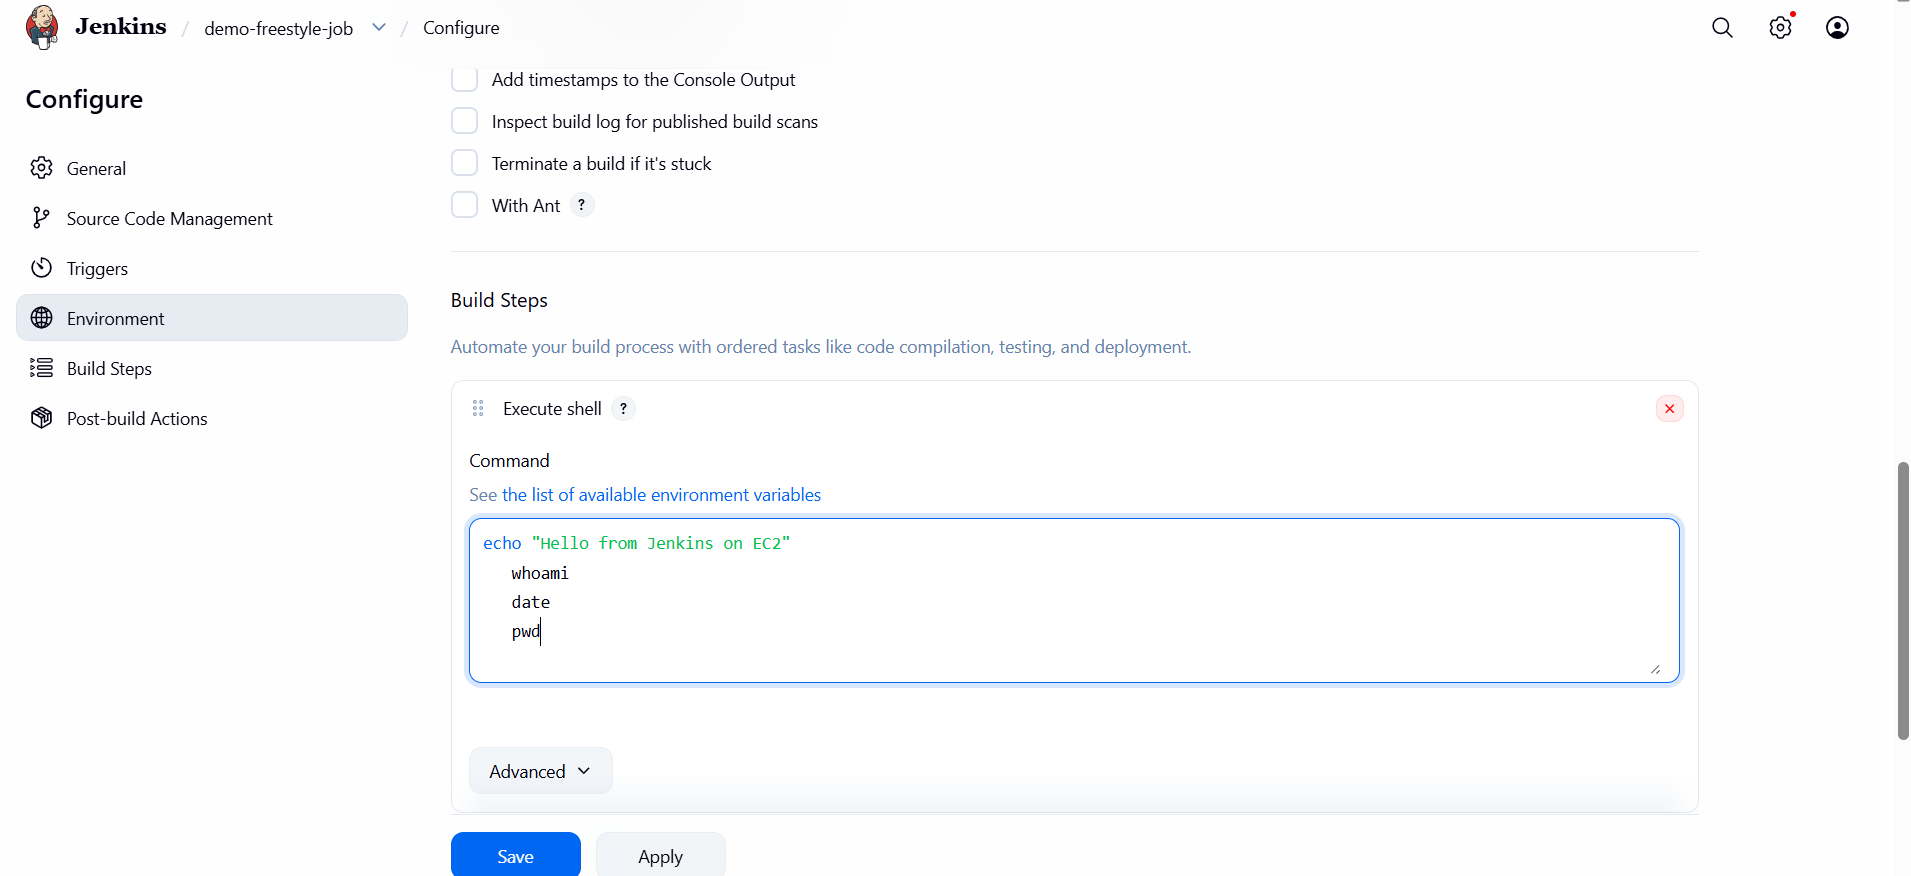 Jenkins / demo-freestyle-job / Configure
Configure
General
Source Code Management
Triggers
Environment
Build Steps
Post-build Actions
Add timestamps to the Console Output
Inspect build log for published build scans
Terminate a build if it's stuck
With Ant ?
Build Steps
Automate your build process with ordered tasks like code compilation, testing, and deployment.
Execute shell ?
Command
See the list of available environment variables
echo "Hello from Jenkins on EC2"
whoami
date
pwd
Advanced
Save Apply